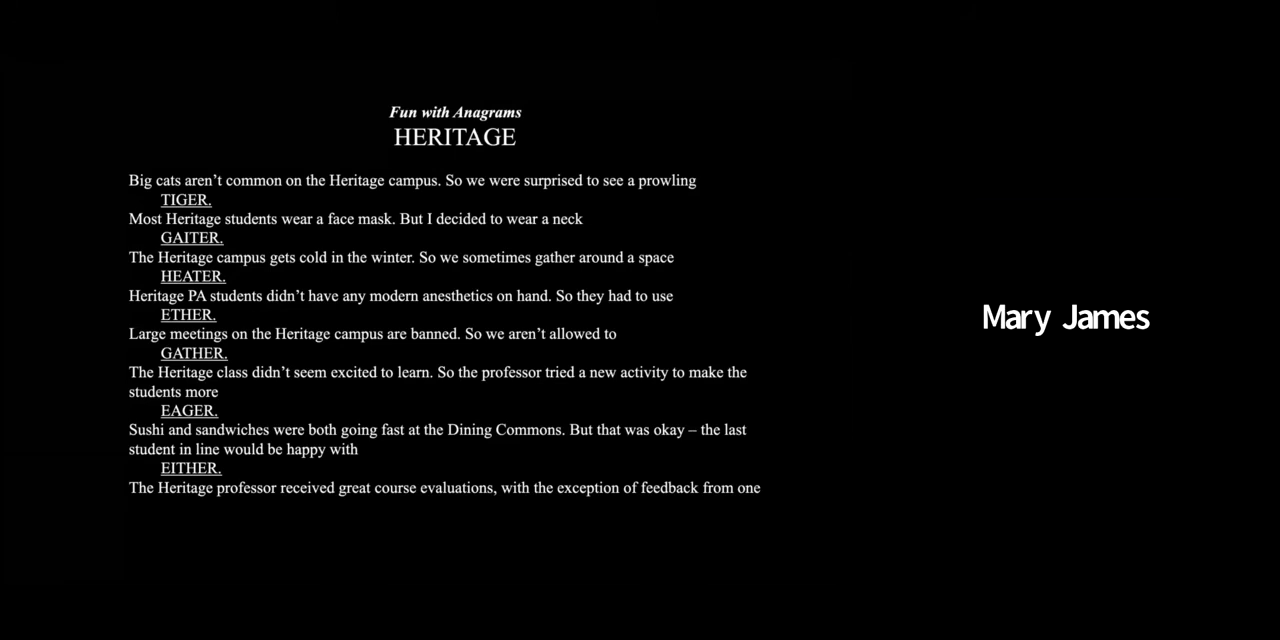 Fun with Anagrams
HERITAGE
Big cats aren’t common on the Heritage campus. So we were surprised to see a prowling
TIGER.
Most Heritage students wear a face mask. But I decided to wear a neck
GAITER.
The Heritage campus gets cold in the winter. So we sometimes gather around a space
HEATER.
Heritage PA students didn’t have any modern anesthetics on hand. So they had to use
ETHER.
Large meetings on the Heritage campus are banned. So we aren’t allowed to
GATHER.
The Heritage class didn’t seem excited to learn. So the professor tried a new activity to make the
students more
EAGER.
Sushi and sandwiches were both going fast at the Dining Commons. But that was okay – the last
student in line would be happy with
EITHER.
The Heritage professor received great course evaluations, with the exception of feedback from one
Mary James